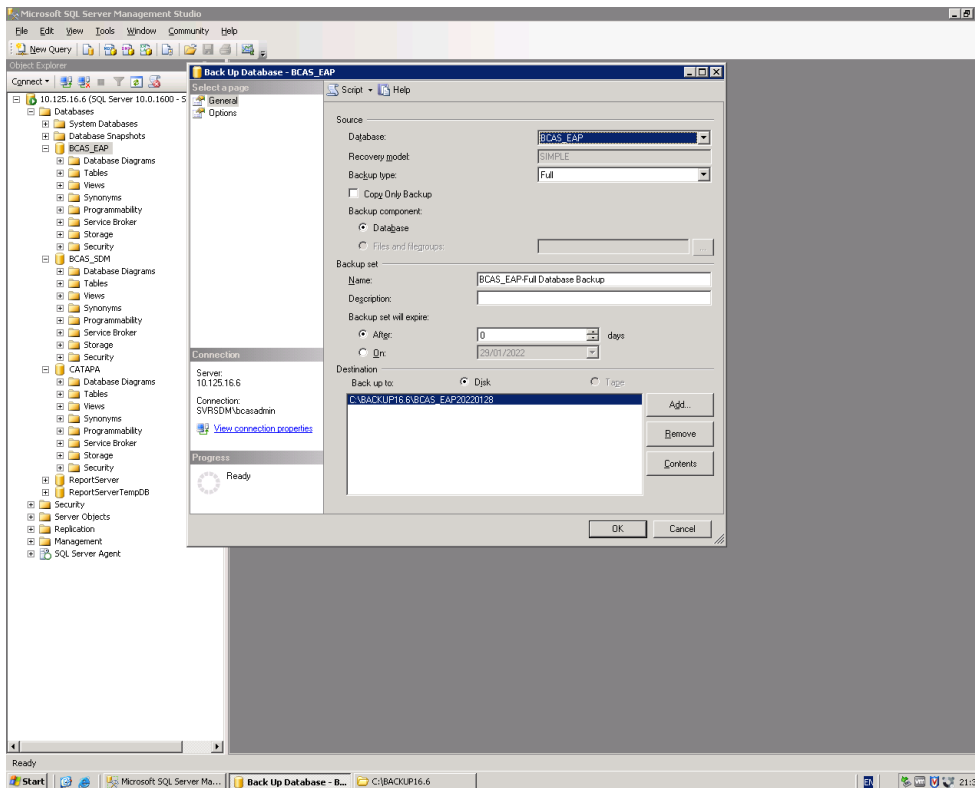 Microsoft SQL Server Management Studio
File Edit View Tools Window Community Help
New Query
Object Explorer
Connect
10.125.16.6 (SQL Server 10.0.1600 - S
Databases
System Databases
Database Snapshots
BCAS_EAP
Database Diagrams
Tables
Views
Synonyms
Programmability
Service Broker
Storage
Security
BCAS_SDM
Database Diagrams
Tables
Views
Synonyms
Programmability
Service Broker
Storage
Security
CATAPA
Database Diagrams
Tables
Views
Synonyms
Programmability
Service Broker
Storage
Security
ReportServer
ReportServerTempDB
Security
Server Objects
Replication
Management
SQL Server Agent
Back Up Database - BCAS_EAP
Select a page
General
Options
Connection
Server:
10.125.16.6
Connection:
SVRSDM\bcasadmin
View connection properties
Progress
Ready
Script Help
Source
Database: BCAS_EAP
Recovery model: SIMPLE
Backup type: Full
Copy Only Backup
Backup component:
Database
Files and filegroups: ...
Backup set
Name: BCAS_EAP-Full Database Backup
Description:
Backup set will expire:
After: 0 days
On: 29/01/2022
Destination
Back up to: Disk Tape
C:\BACKUP16.6\BCAS_EAP20220128
Add...
Remove
Contents
OK Cancel
Ready
Start Microsoft SQL Server Ma... Back Up Database - B... C:\BACKUP16.6 EN 21:3